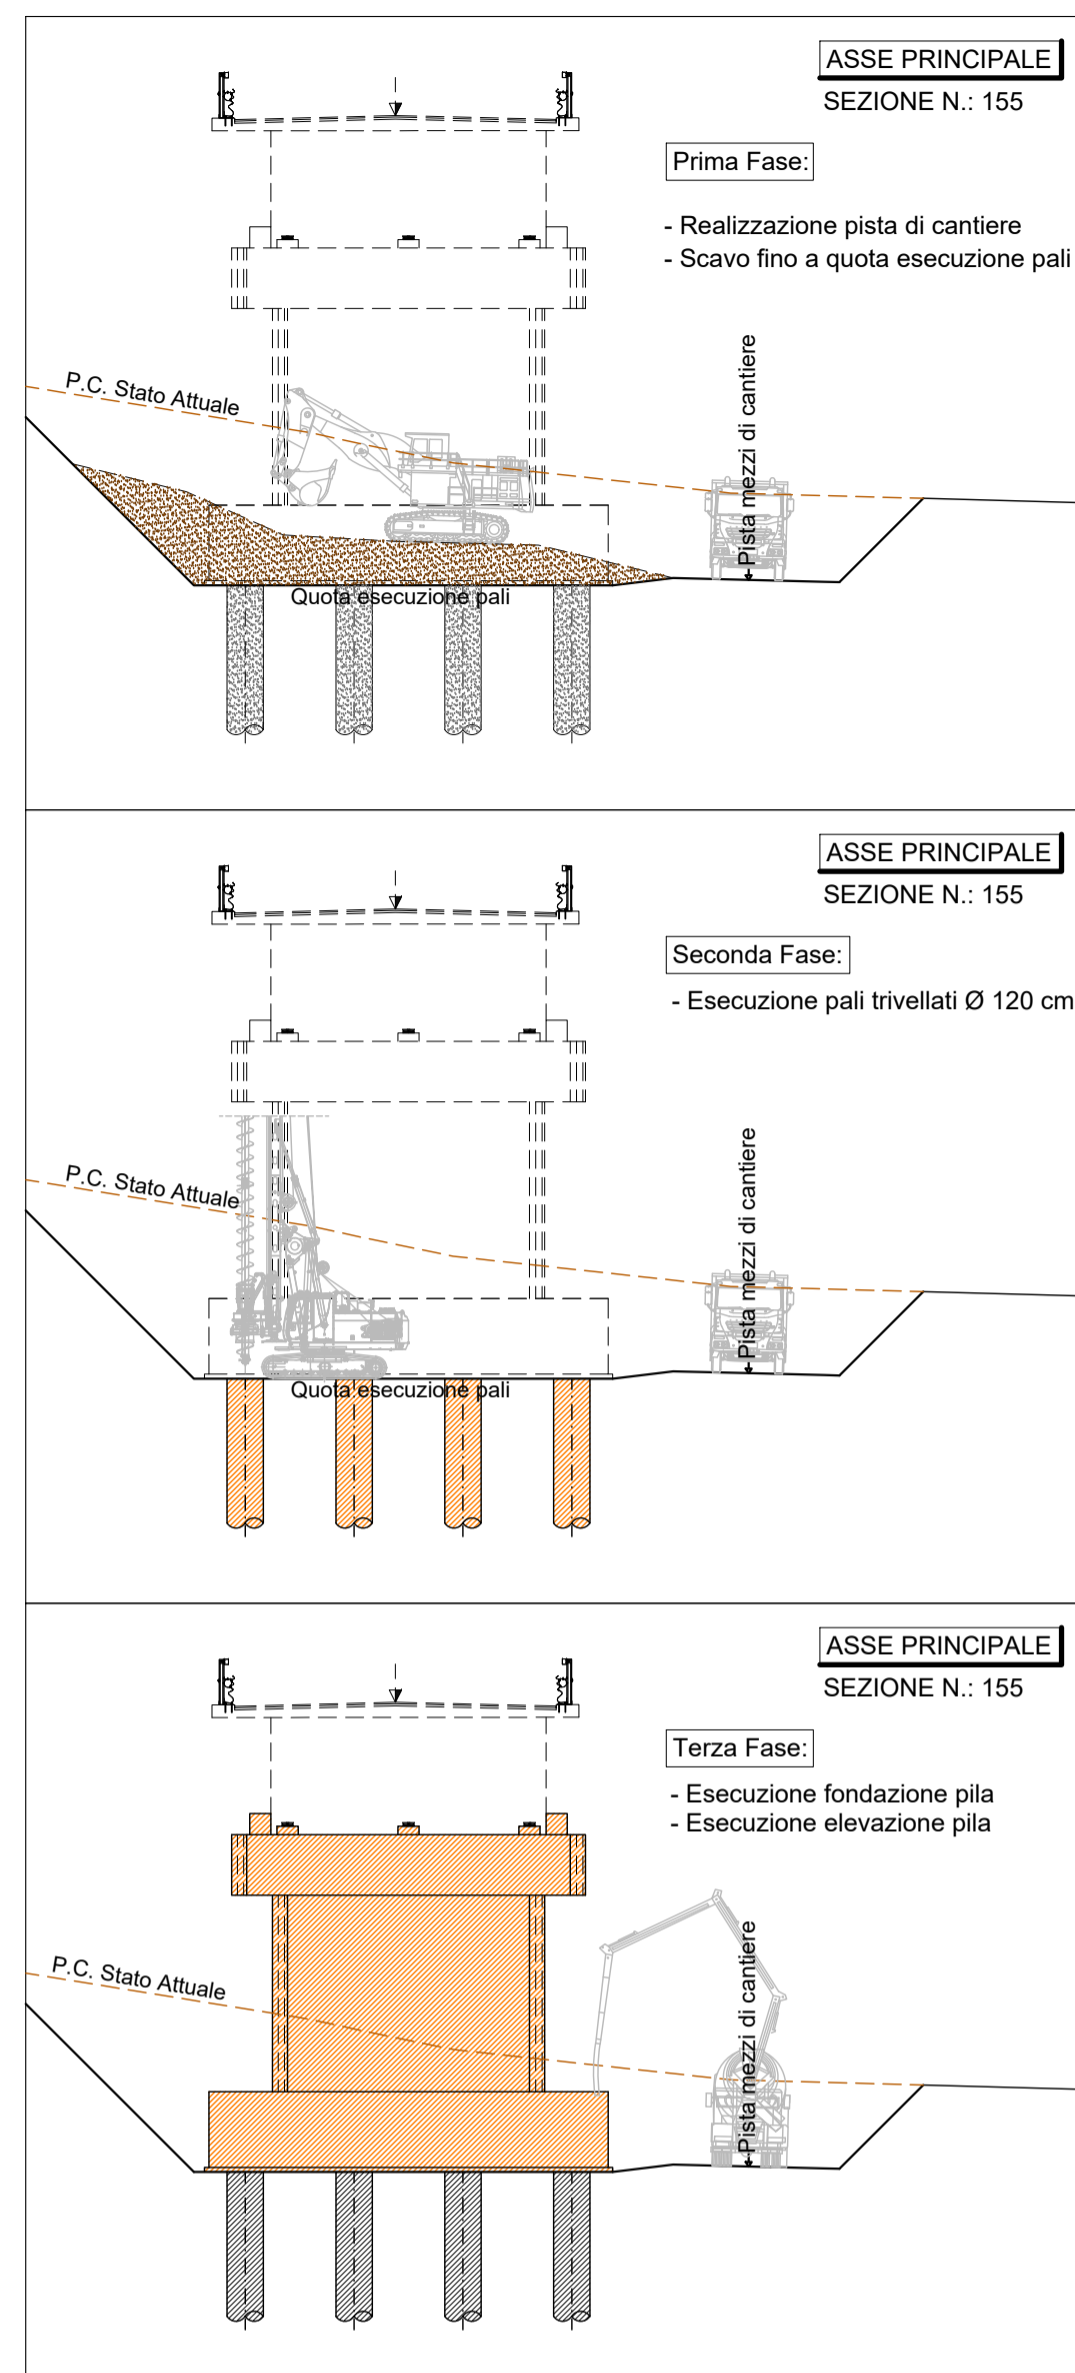 ASSE PRINCIPALE
SEZIONE N.: 155
Prima Fase:
- Realizzazione pista di cantiere
- Scavo fino a quota esecuzione pali
P.C. Stato Attuale
Pista mezzi di cantiere
Quota esecuzione pali
ASSE PRINCIPALE
SEZIONE N.: 155
Seconda Fase:
- Esecuzione pali trivellati Ø 120 cm
P.C. Stato Attuale
Pista mezzi di cantiere
Quota esecuzione pali
ASSE PRINCIPALE
SEZIONE N.: 155
Terza Fase:
- Esecuzione fondazione pila
- Esecuzione elevazione pila
P.C. Stato Attuale
Pista mezzi di cantiere